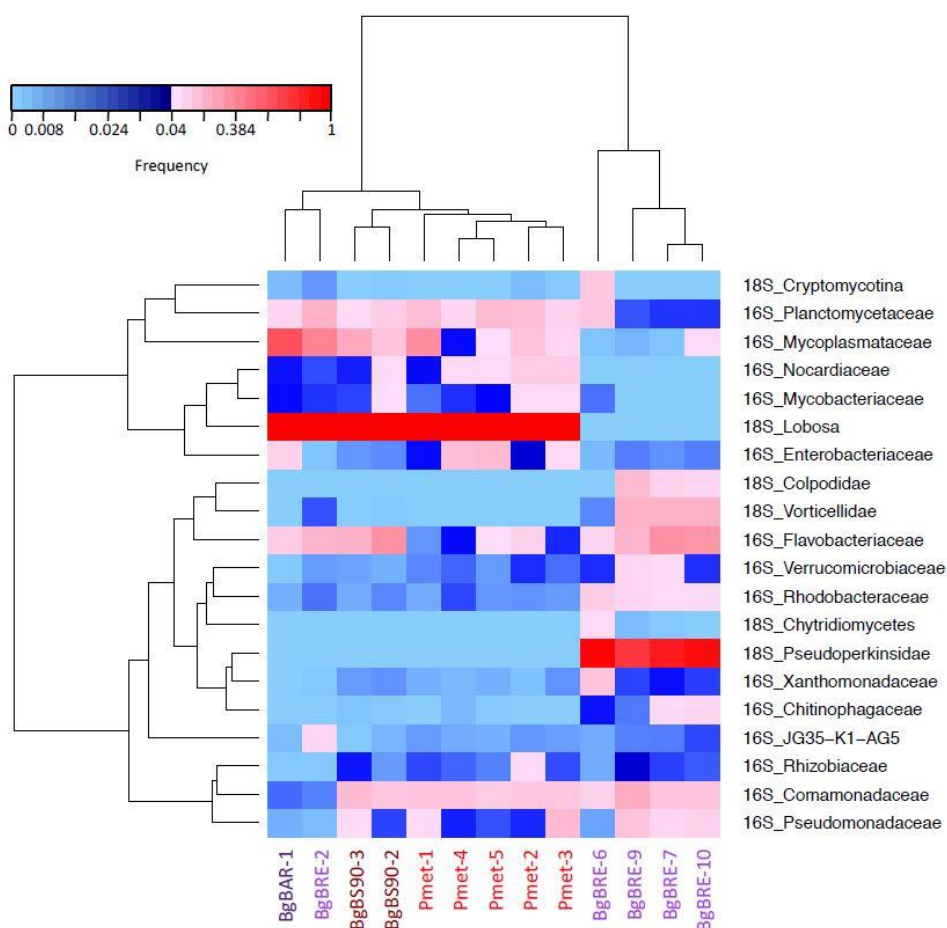 0 0.008 0.024 0.04 0.384 1
Frequency
18S_Cryptomycotina
16S_Planctomycetaceae
16S_Mycoplasmataceae
16S_Nocardiaceae
16S_Mycobacteriaceae
18S_Lobosa
16S_Enterobacteriaceae
18S_Colpodidae
18S_Vorticellidae
16S_Flavobacteriaceae
16S_Verrucomicrobiaceae
16S_Rhodobacteraceae
18S_Chytridiomycetes
18S_Pseudoperkinsidae
16S_Xanthomonadaceae
16S_Chitinophagaceae
16S_JG35−K1−AG5
16S_Rhizobiaceae
16S_Comamonadaceae
16S_Pseudomonadaceae
BgBAR-1
BgBRE-2
BgBS90-3
BgBS90-2
Pmet-1
Pmet-4
Pmet-5
Pmet-2
Pmet-3
BgBRE-6
BgBRE-9
BgBRE-7
BgBRE-10